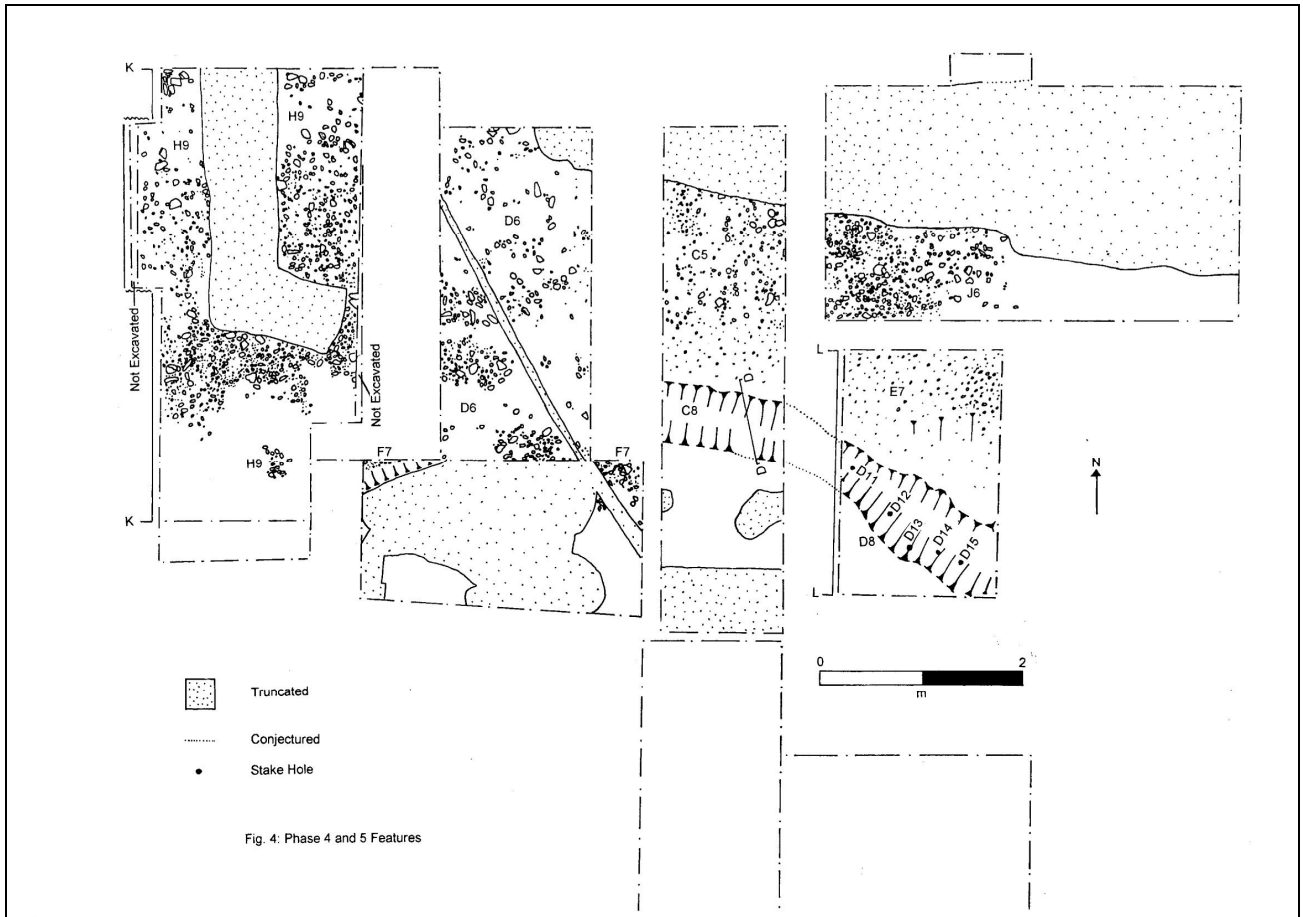 K
H9
H9
Not Excavated
Not Excavated
H9
K
D6
D6
F7
F7
C5
C8
D
D
J6
L
E7
D11
D12
D13
D14
D15
D8
L
N
0 2
m
Truncated
Conjectured
Stake Hole
Fig. 4: Phase 4 and 5 Features